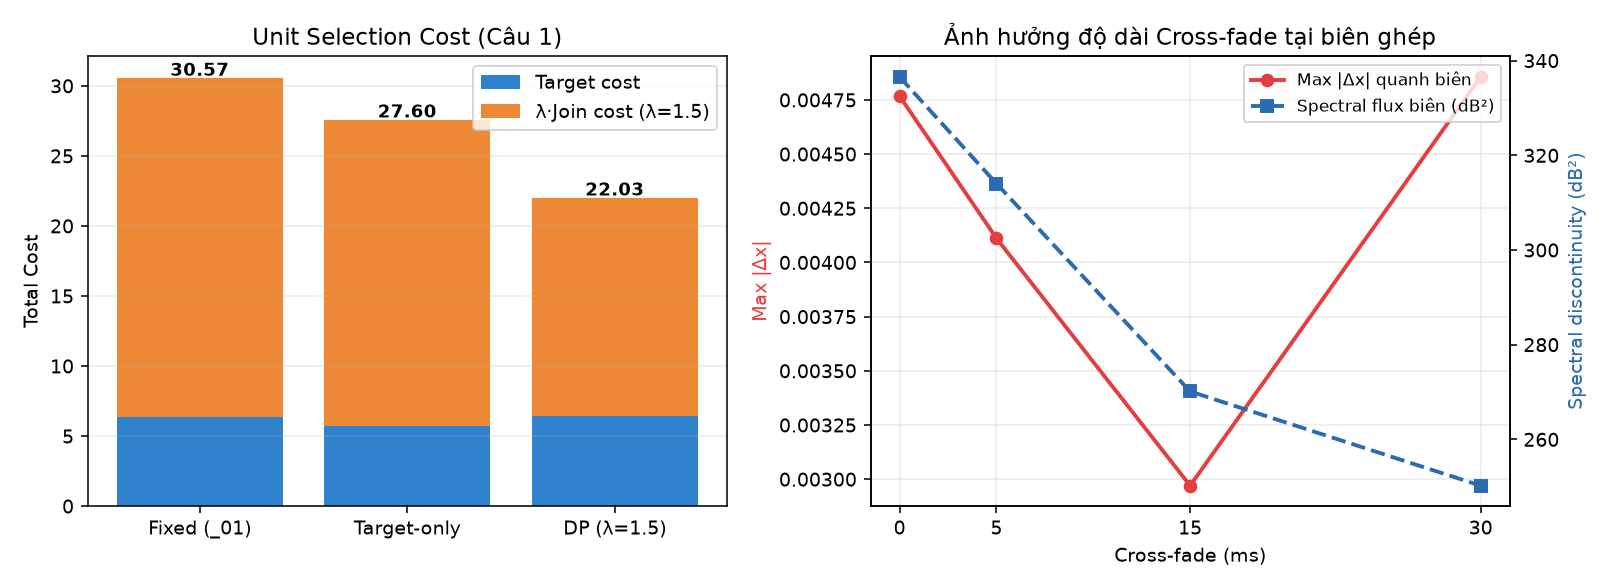 Unit Selection Cost (Câu 1)
30.57
27.60
22.03
Target cost
λ·Join cost (λ=1.5)
Total Cost
30
25
20
15
10
5
0
Fixed (_01)
Target-only
DP (λ=1.5)
Ảnh hưởng độ dài Cross-fade tại biên ghép
Max |Δx| quanh biên
Spectral flux biên (dB²)
Max |Δx|
0.00475
0.00450
0.00425
0.00400
0.00375
0.00350
0.00325
0.00300
0
5
15
30
Cross-fade (ms)
340
320
300
280
260
Spectral discontinuity (dB²)